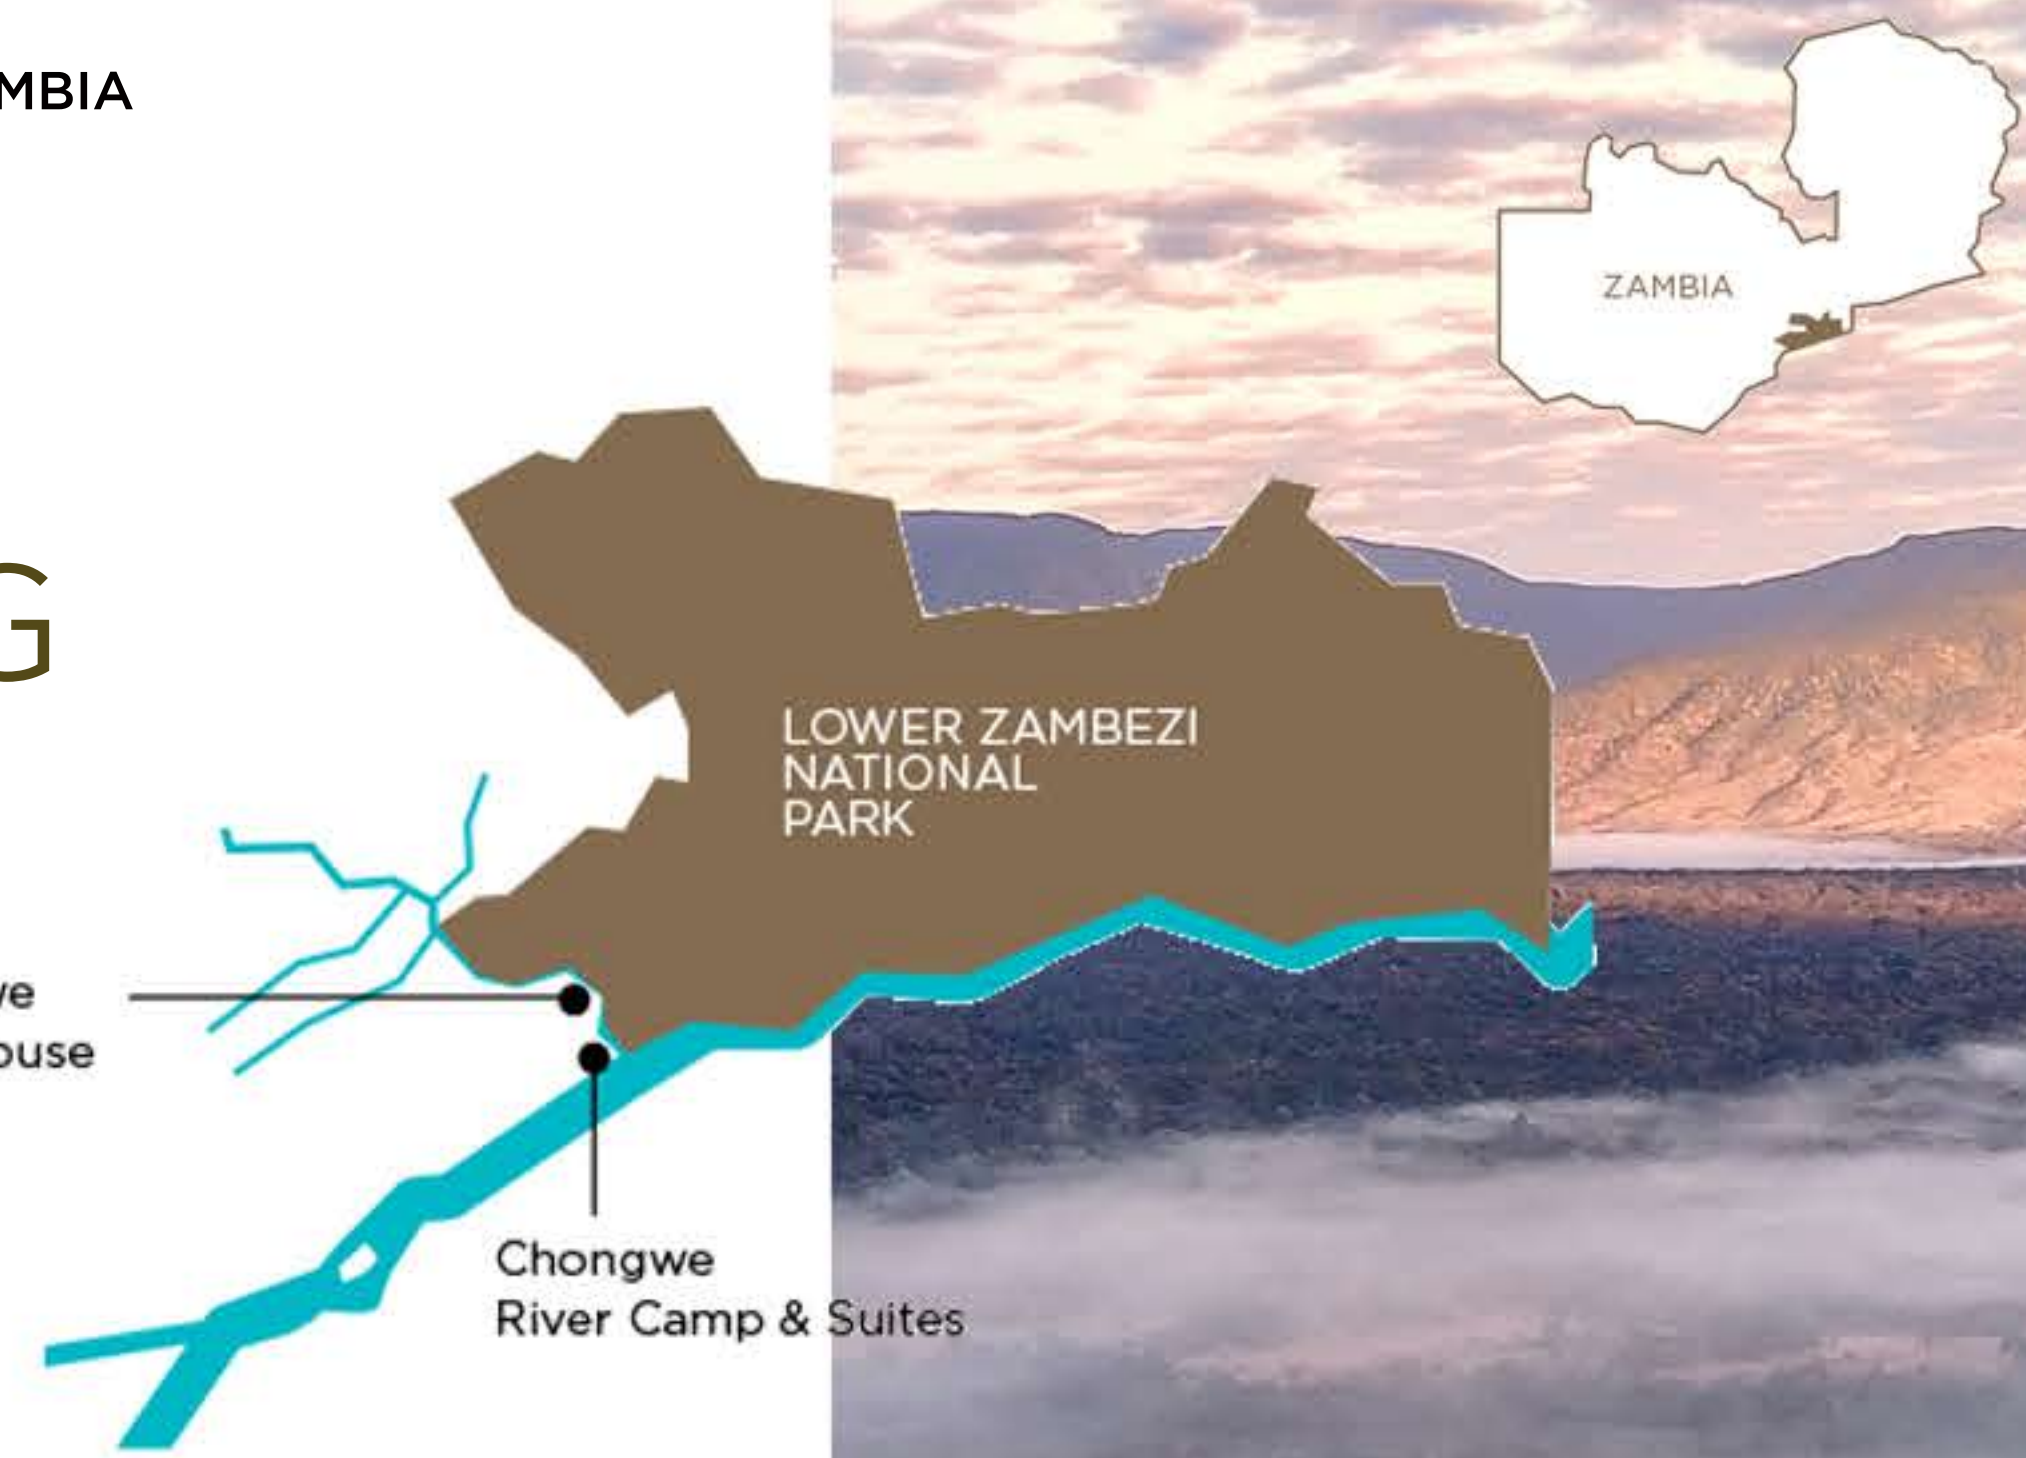 MBIA
ZAMBIA
G
LOWER ZAMBEZI
NATIONAL
PARK
ve
ouse
Chongwe
River Camp & Suites